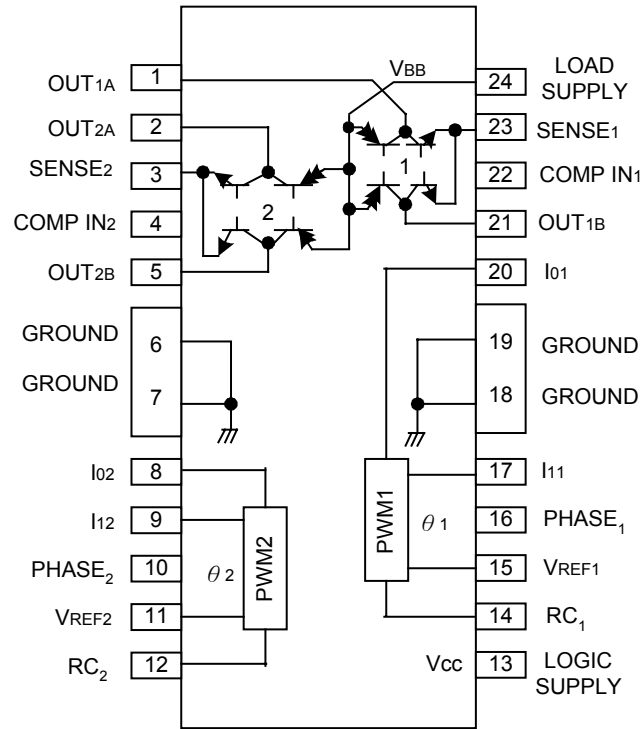 OUT1A 1
OUT2A 2
SENSE2 3
COMP IN2 4
OUT2B 5
GROUND 6
GROUND 7
I02 8
I12 9
PHASE2 10
VREF2 11
RC2 12
VBB
1
2
PWM1
θ1
PWM2
θ2
Vcc
24 LOAD
SUPPLY
23 SENSE1
22 COMP IN1
21 OUT1B
20 I01
19 GROUND
18 GROUND
17 I11
16 PHASE1
15 VREF1
14 RC1
13 LOGIC
SUPPLY